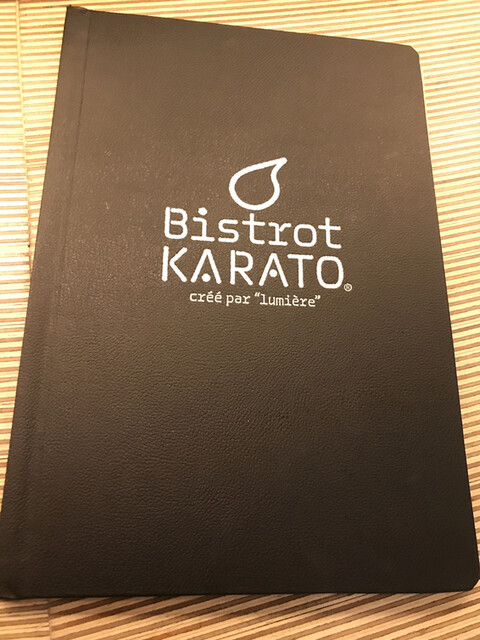 Bistrot
KARATO®
créé par "lumière"